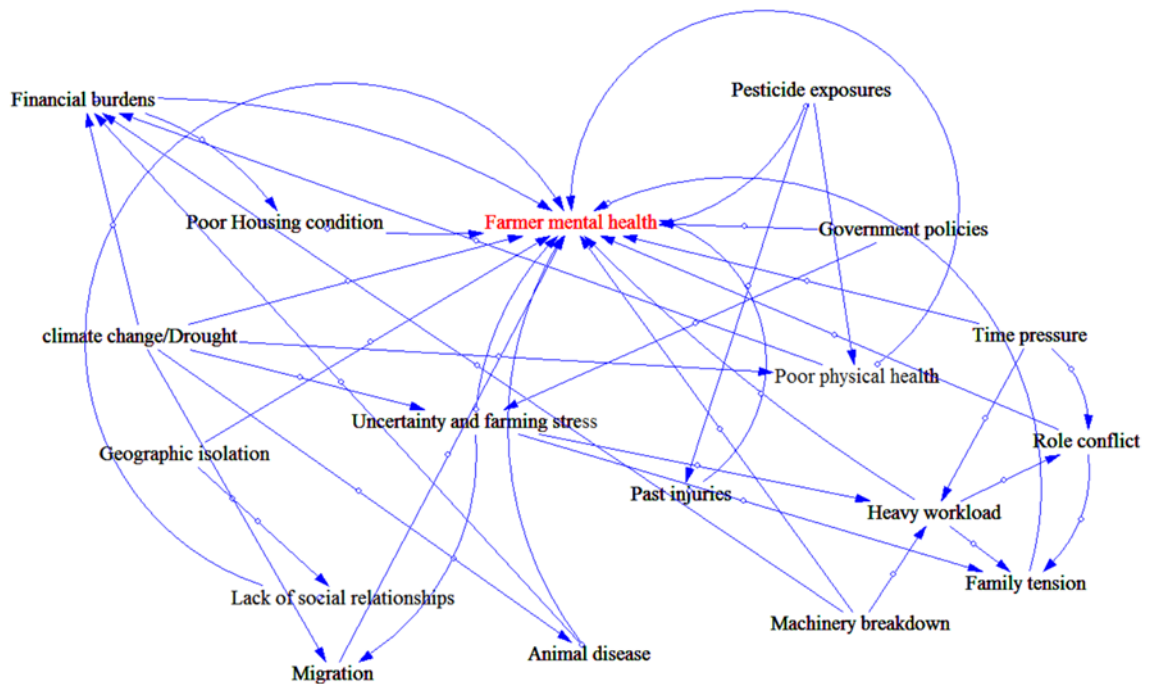 Pesticide exposures
Financial burdens
Poor Housing condition
Farmer mental health
Government policies
climate change/Drought
Time pressure
Poor physical health
Uncertainty and farming stress
Role conflict
Geographic isolation
Past injuries
Heavy workload
Family tension
Lack of social relationships
Machinery breakdown
Animal disease
Migration